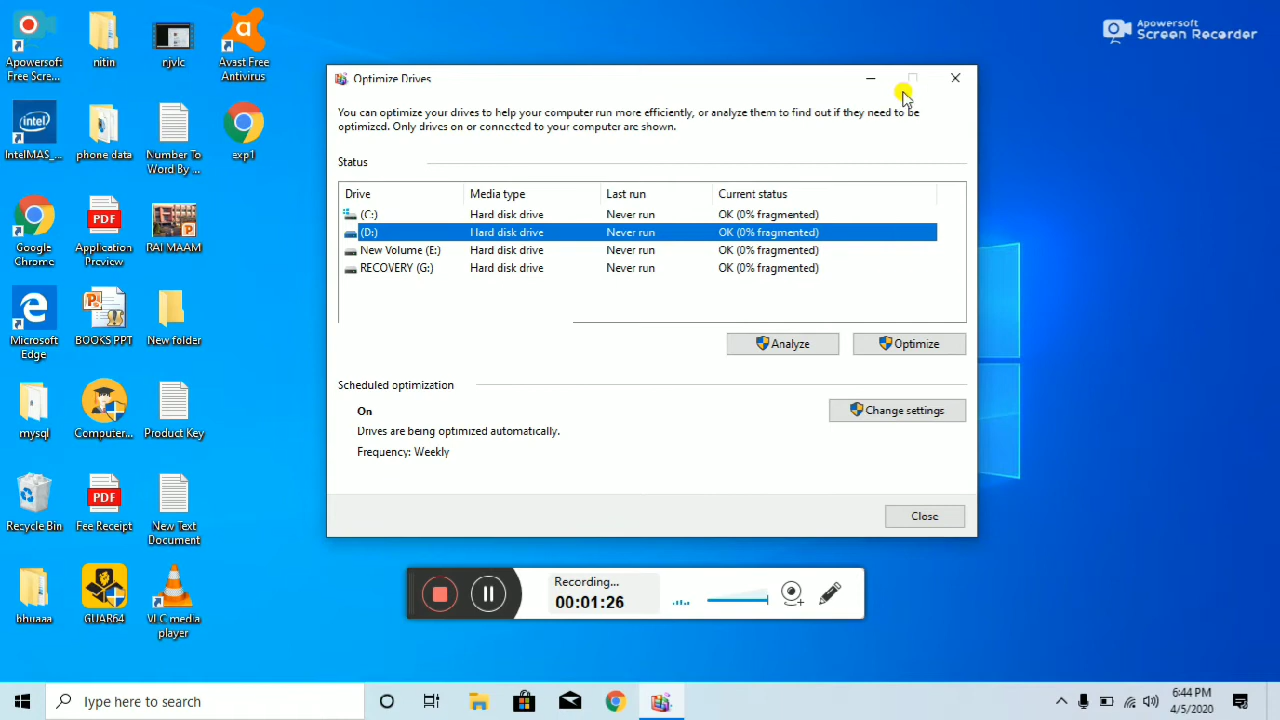 Apowersoft
Free Scre...
nitin
njvlc
Avast Free
Antivirus
Apowersoft
Screen Recorder
IntelMAS_...
phone data
Number To
Word By ...
exp1
Google
Chrome
Application
Preview
RAI MAAM
Microsoft
Edge
BOOKS PPT
New folder
mysql
Computer...
Product Key
Recycle Bin
Fee Receipt
New Text
Document
bhuaaa
GUAR64
VLC media
player
Optimize Drives
You can optimize your drives to help your computer run more efficiently, or analyze them to find out if they need to be
optimized. Only drives on or connected to your computer are shown.
Status
Drive Media type Last run Current status
(C:) Hard disk drive Never run OK (0% fragmented)
(D:) Hard disk drive Never run OK (0% fragmented)
New Volume (E:) Hard disk drive Never run OK (0% fragmented)
RECOVERY (G:) Hard disk drive Never run OK (0% fragmented)
Analyze Optimize
Scheduled optimization
On
Change settings
Drives are being optimized automatically.
Frequency: Weekly
Close
Recording...
00:01:26
Type here to search
6:44 PM
4/5/2020